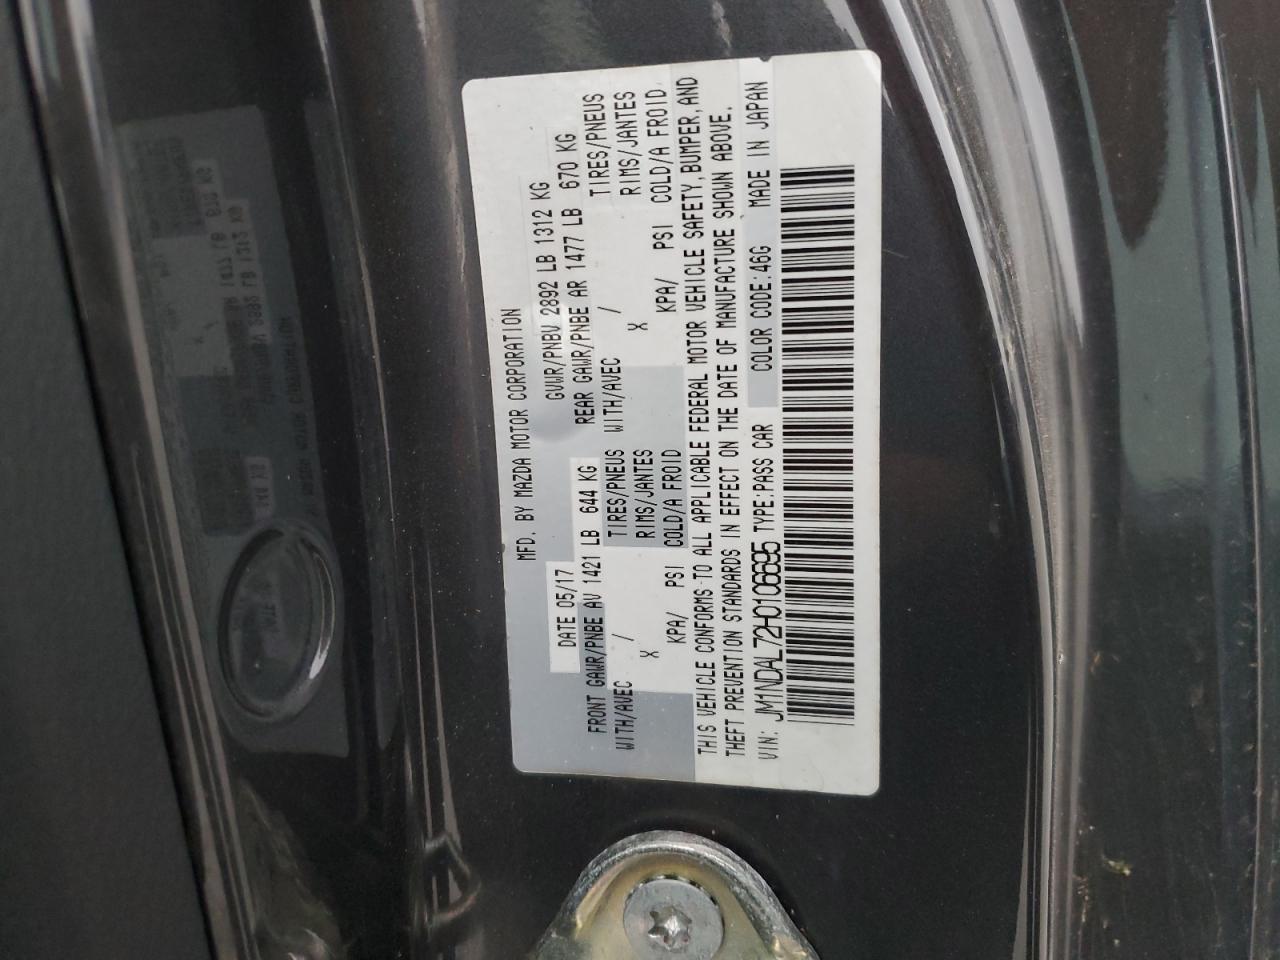 MFD. BY MAZDA MOTOR CORPORATION
DATE 05/17 GVWR/PNBV 2892 LB 1312 KG
FRONT GAWR/PNBE AV 1421 LB 644 KG REAR GAWR/PNBE AR 1477 LB 670 KG
WITH/AVEC / TIRES/PNEUS WITH/AVEC / TIRES/PNEUS
X RIMS/JANTES X RIMS/JANTES
KPA/ PSI COLD/A FROID KPA/ PSI COLD/A FROID
THIS VEHICLE CONFORMS TO ALL APPLICABLE FEDERAL MOTOR VEHICLE SAFETY, BUMPER, AND
THEFT PREVENTION STANDARDS IN EFFECT ON THE DATE OF MANUFACTURE SHOWN ABOVE.
VIN: JM1NDAL72H0106695 TYPE:PASS CAR COLOR CODE:46G MADE IN JAPAN